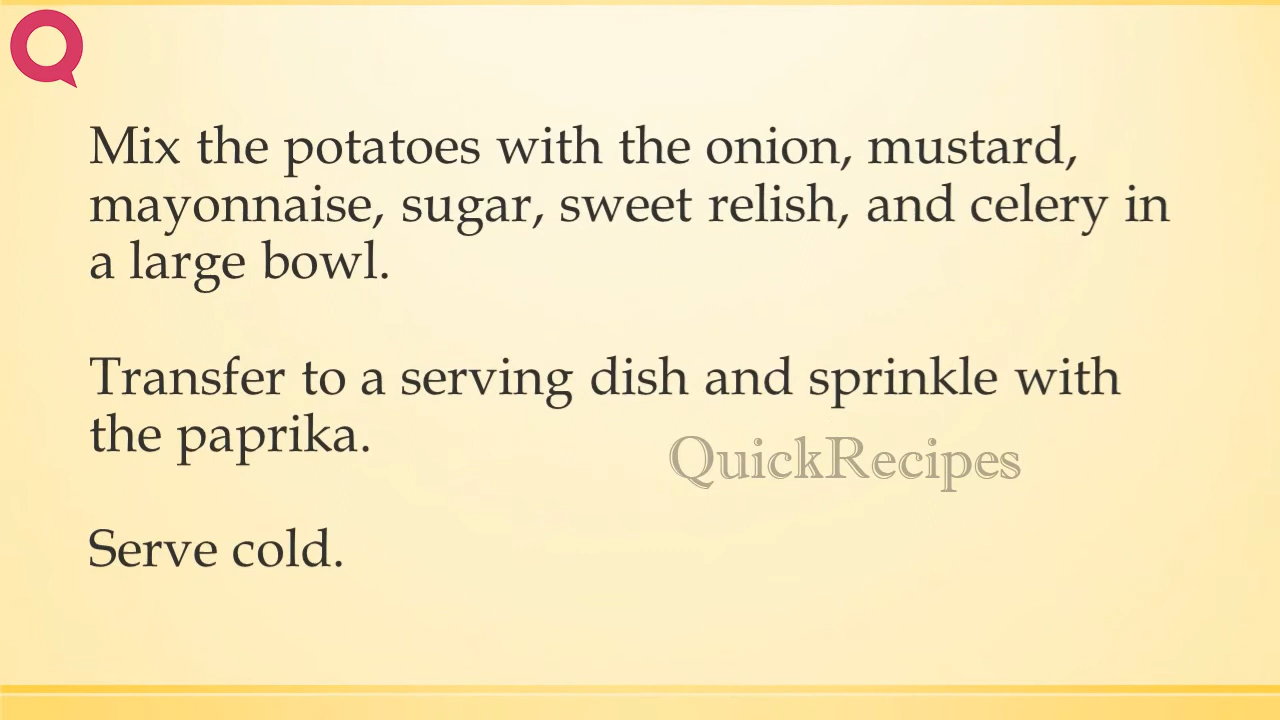 Mix the potatoes with the onion, mustard,
mayonnaise, sugar, sweet relish, and celery in
a large bowl.
Transfer to a serving dish and sprinkle with
the paprika.
QuickRecipes
Serve cold.